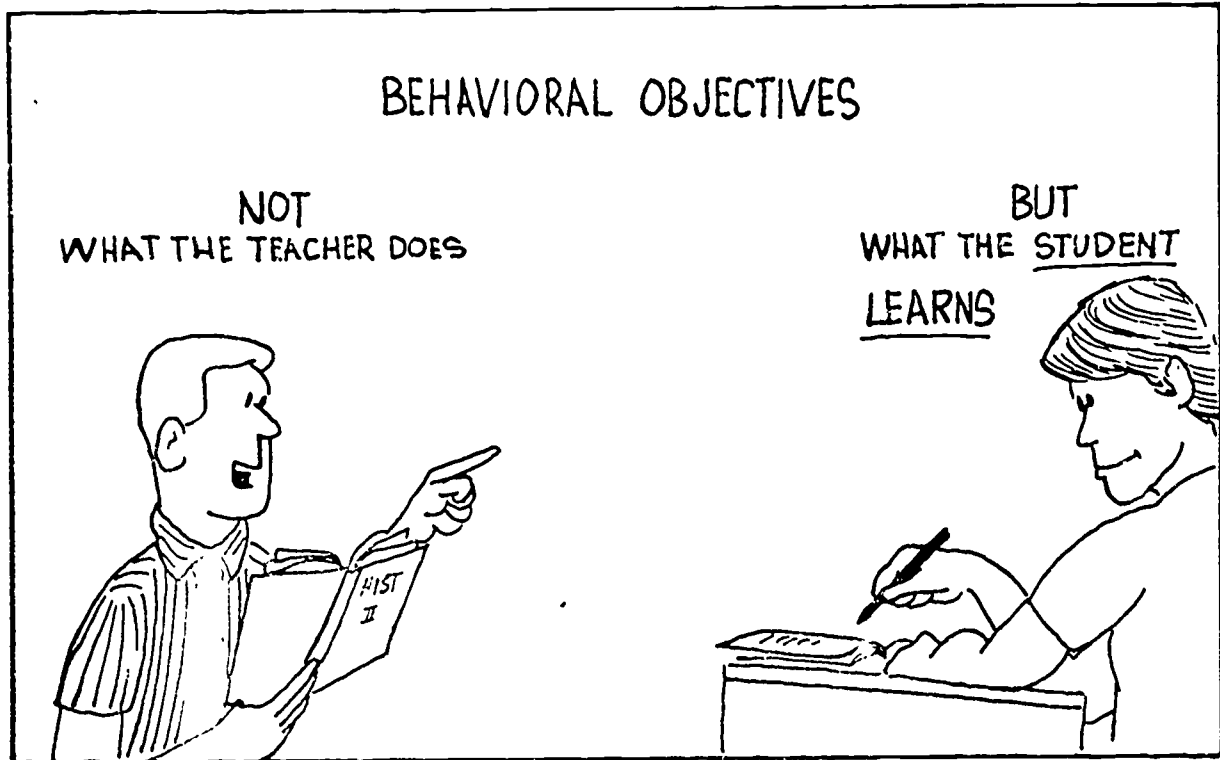 BEHAVIORAL OBJECTIVES
NOT
WHAT THE TEACHER DOES
BUT
WHAT THE STUDENT
LEARNS
HIST
II